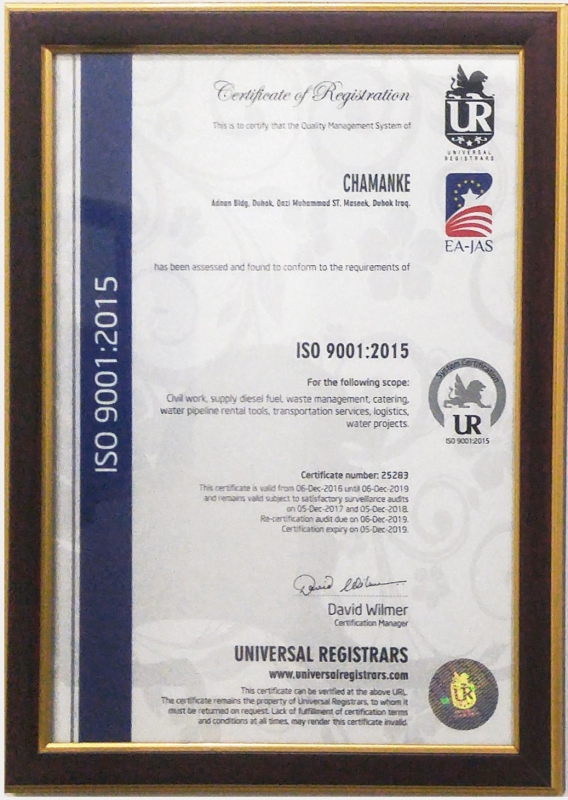 Certificate of Registration
This is to certify that the Quality Management System of
CHAMANKE
Adnan Bldg, Duhok, Qazi Muhammad ST. Maseek, Duhok Iraq.
has been assessed and found to conform to the requirements of
ISO 9001:2015
For the following scope:
Civil work, supply diesel fuel, waste management, catering,
water pipeline rental tools, transportation services, logistics,
water projects.
Certificate number: 25283
This certificate is valid from 06-Dec-2016 until 06-Dec-2019
and remains valid subject to satisfactory surveillance audits
on 05-Dec-2017 and 05-Dec-2018.
Re-certification audit due on 06-Dec-2019.
Certification expiry on 05-Dec-2019.
David Wilmer
David Wilmer
Certification Manager
UNIVERSAL REGISTRARS
www.universalregistrars.com
This certificate can be verified at the above URL.
The certificate remains the property of Universal Registrars, to whom it
must be returned on request. Lack of fulfillment of certification terms
and conditions at all times, may render this certificate invalid.
ISO 9001:2015
UR
UNIVERSAL
REGISTRARS
EA-JAS
System Certification
UR
ISO 9001:2015
UR